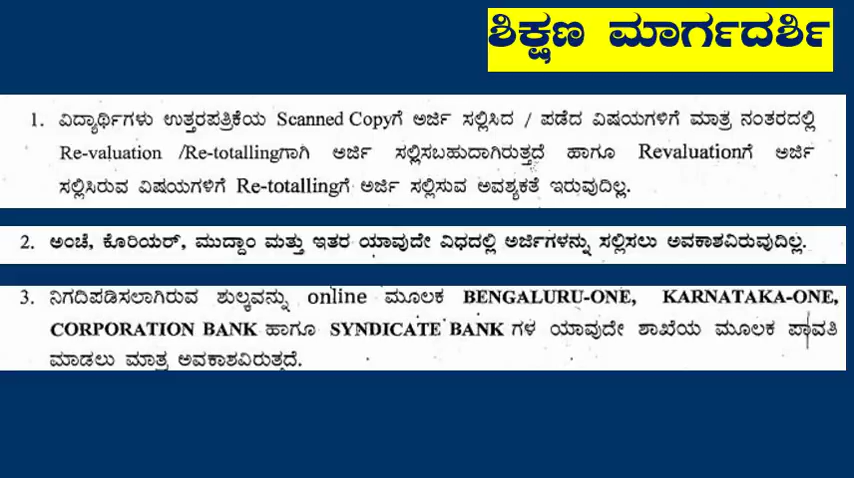 ಶಿಕ್ಷಣ ಮಾರ್ಗದರ್ಶಿ
1. ವಿದ್ಯಾರ್ಥಿಗಳು ಉತ್ತರಪತ್ರಿಕೆಯ Scanned Copyಗೆ ಅರ್ಜಿ ಸಲ್ಲಿಸಿದ / ಪಡೆದ ವಿಷಯಗಳಿಗೆ ಮಾತ್ರ ನಂತರದಲ್ಲಿ
Re-valuation /Re-totallingಗಾಗಿ ಅರ್ಜಿ ಸಲ್ಲಿಸಬಹುದಾಗಿರುತ್ತದೆ ಹಾಗೂ Revaluationಗೆ ಅರ್ಜಿ
ಸಲ್ಲಿಸಿರುವ ವಿಷಯಗಳಿಗೆ Re-totallingಗೆ ಅರ್ಜಿ ಸಲ್ಲಿಸುವ ಅವಶ್ಯಕತೆ ಇರುವುದಿಲ್ಲ.
2. ಅಂಚೆ, ಕೊರಿಯರ್, ಮುದ್ದಾಂ ಮತ್ತು ಇತರ ಯಾವುದೇ ವಿಧದಲ್ಲಿ ಅರ್ಜಿಗಳನ್ನು ಸಲ್ಲಿಸಲು ಅವಕಾಶವಿರುವುದಿಲ್ಲ.
3. ನಿಗದಿಪಡಿಸಲಾಗಿರುವ ಶುಲ್ಕವನ್ನು online ಮೂಲಕ BENGALURU-ONE, KARNATAKA-ONE,
CORPORATION BANK ಹಾಗೂ SYNDICATE BANK ಗಳ ಯಾವುದೇ ಶಾಖೆಯ ಮೂಲಕ ಪಾವತಿ
ಮಾಡಲು ಮಾತ್ರ ಅವಕಾಶವಿರುತ್ತದೆ.